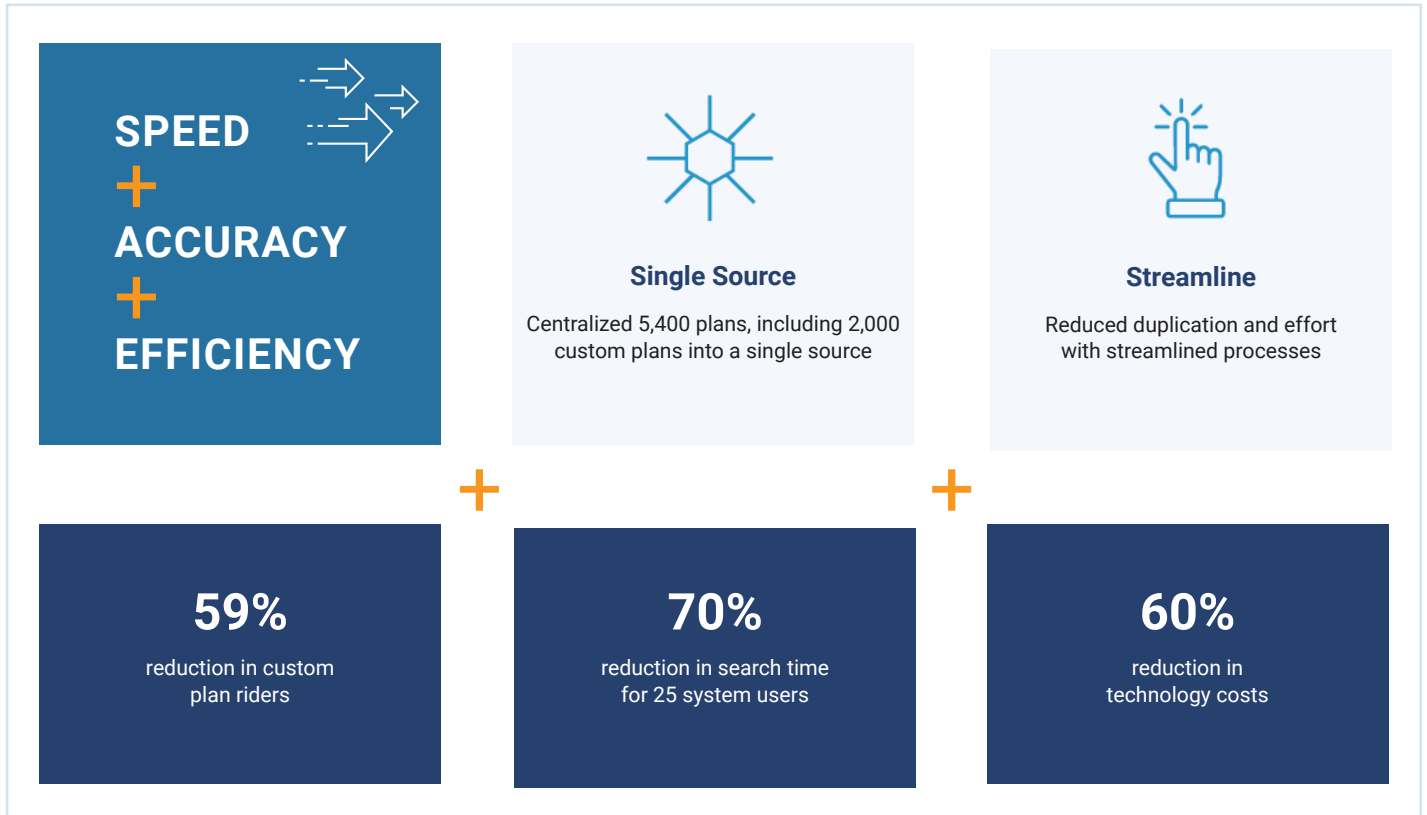 SPEED
+
ACCURACY
+
EFFICIENCY
Single Source
Centralized 5,400 plans, including 2,000
custom plans into a single source
Streamline
Reduced duplication and effort
with streamlined processes
+
+
59%
reduction in custom
plan riders
70%
reduction in search time
for 25 system users
60%
reduction in
technology costs